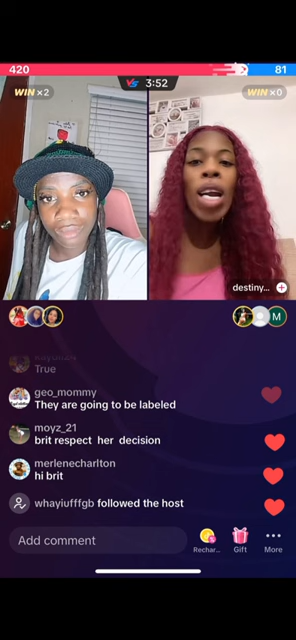 420
81
WIN ×2
VS 3:52
WIN ×0
destiny...
M
True
geo_mommy
They are going to be labeled
moyz_21
brit respect her decision
merlenecharlton
hi brit
whayiufffgb followed the host
Add comment
Rechar...
Gift
More